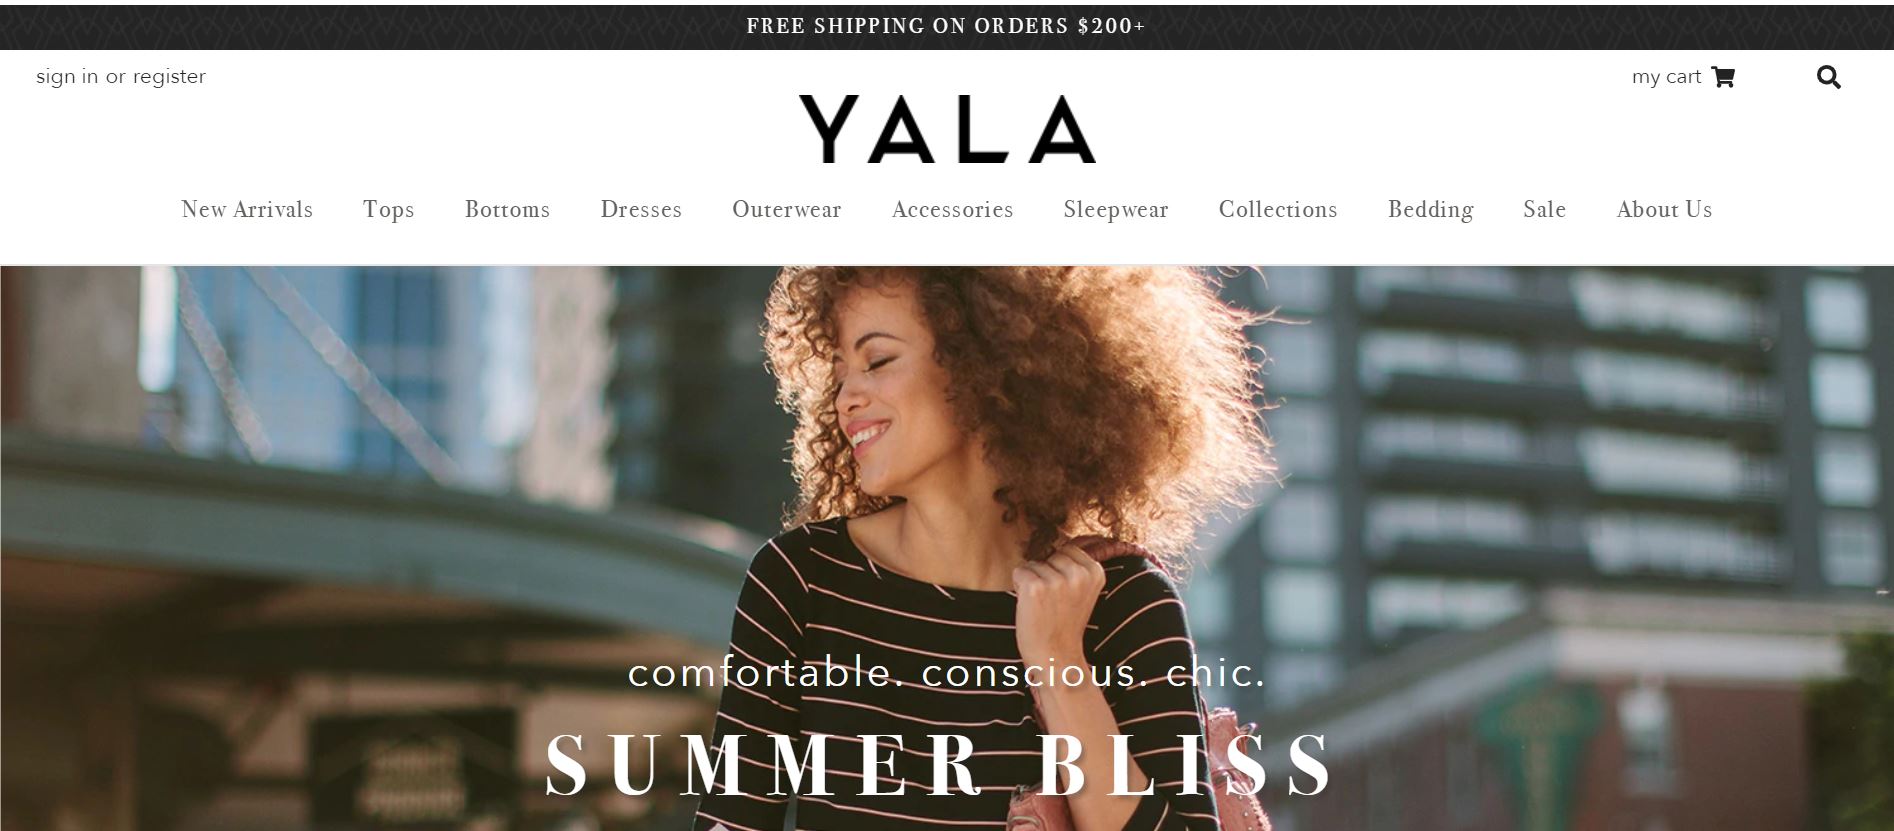 FREE SHIPPING ON ORDERS $200+
sign in or register
my cart
YALA
New Arrivals Tops Bottoms Dresses Outerwear Accessories Sleepwear Collections Bedding Sale About Us
comfortable. conscious. chic.
SUMMER BLISS